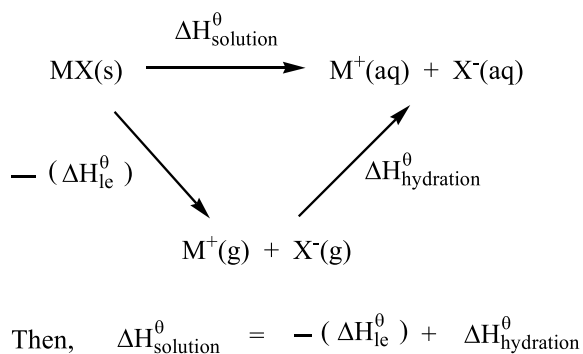 ΔH^θ_solution
MX(s) M⁺(aq) + X⁻(aq)
− (ΔH^θ_le) ΔH^θ_hydration
M⁺(g) + X⁻(g)
Then, ΔH^θ_solution = −(ΔH^θ_le) + ΔH^θ_hydration